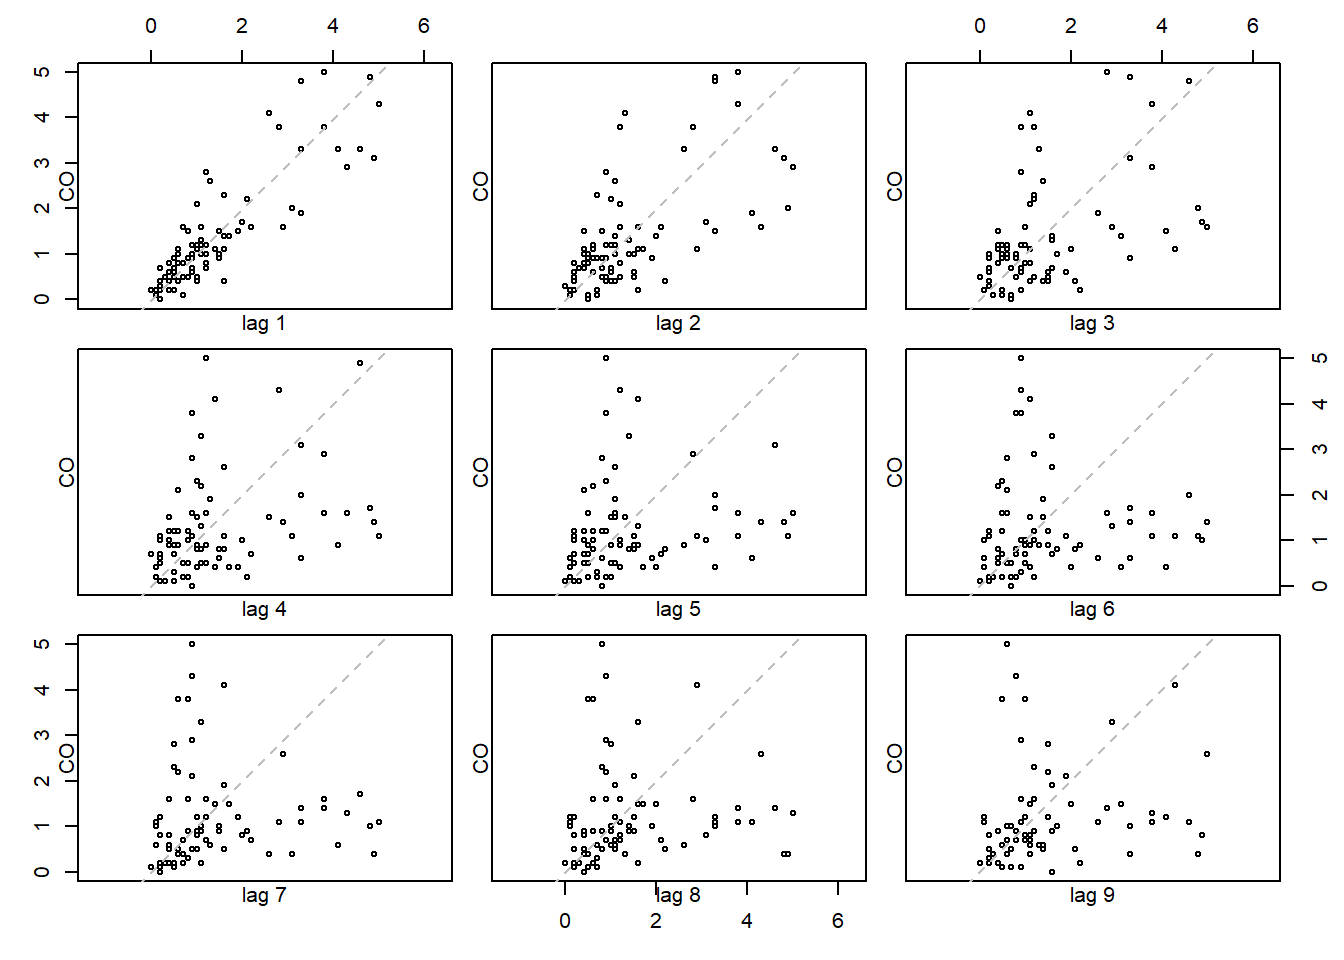 0 2 4 6 0 2 4 6
0 1 2 3 4 5
CO CO CO
lag 1 lag 2 lag 3
CO CO CO
0 1 2 3 4 5
lag 4 lag 5 lag 6
0 1 2 3 4 5
CO CO CO
lag 7 lag 8 lag 9
0 2 4 6